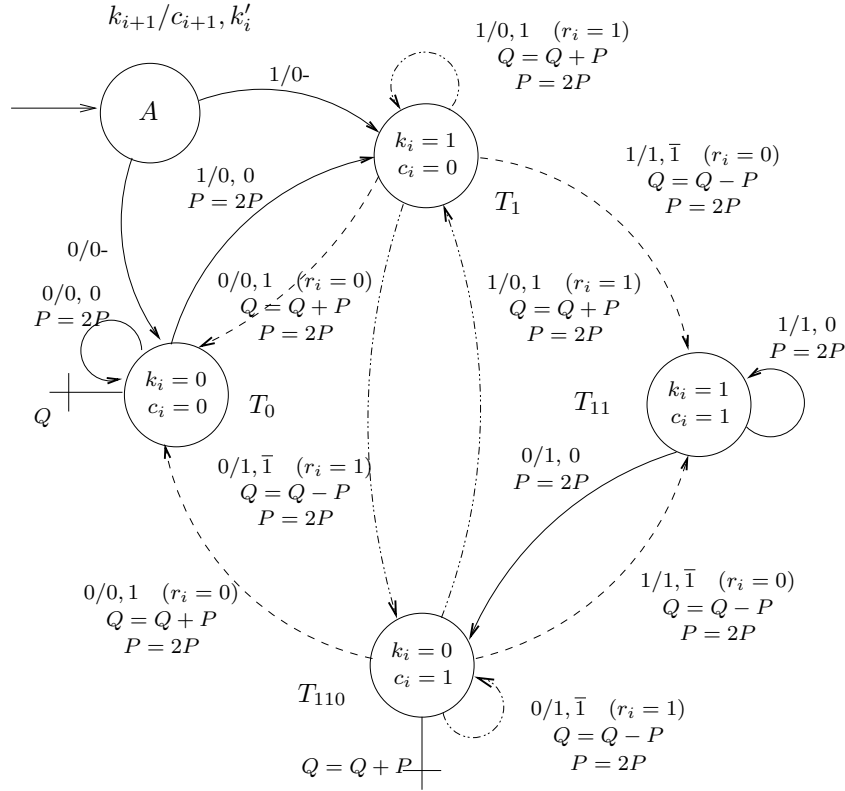 k_{i+1}/c_{i+1}, k'_i
1/0, 1 (r_i = 1)
Q = Q + P
P = 2P
1/0-
A
k_i = 1
c_i = 0
T_1
1/0, 0
P = 2P
1/1, 1̅ (r_i = 0)
Q = Q − P
P = 2P
0/0-
0/0, 0
P = 2P
0/0, 1 (r_i = 0)
Q = Q + P
P = 2P
1/0, 1 (r_i = 1)
Q = Q + P
P = 2P
1/1, 0
P = 2P
k_i = 0
c_i = 0
T_0
Q
T_{11}
k_i = 1
c_i = 1
0/1, 1̅ (r_i = 1)
Q = Q − P
P = 2P
0/1, 0
P = 2P
0/0, 1 (r_i = 0)
Q = Q + P
P = 2P
1/1, 1̅ (r_i = 0)
Q = Q − P
P = 2P
k_i = 0
c_i = 1
T_{110}
0/1, 1̅ (r_i = 1)
Q = Q − P
P = 2P
Q = Q + P